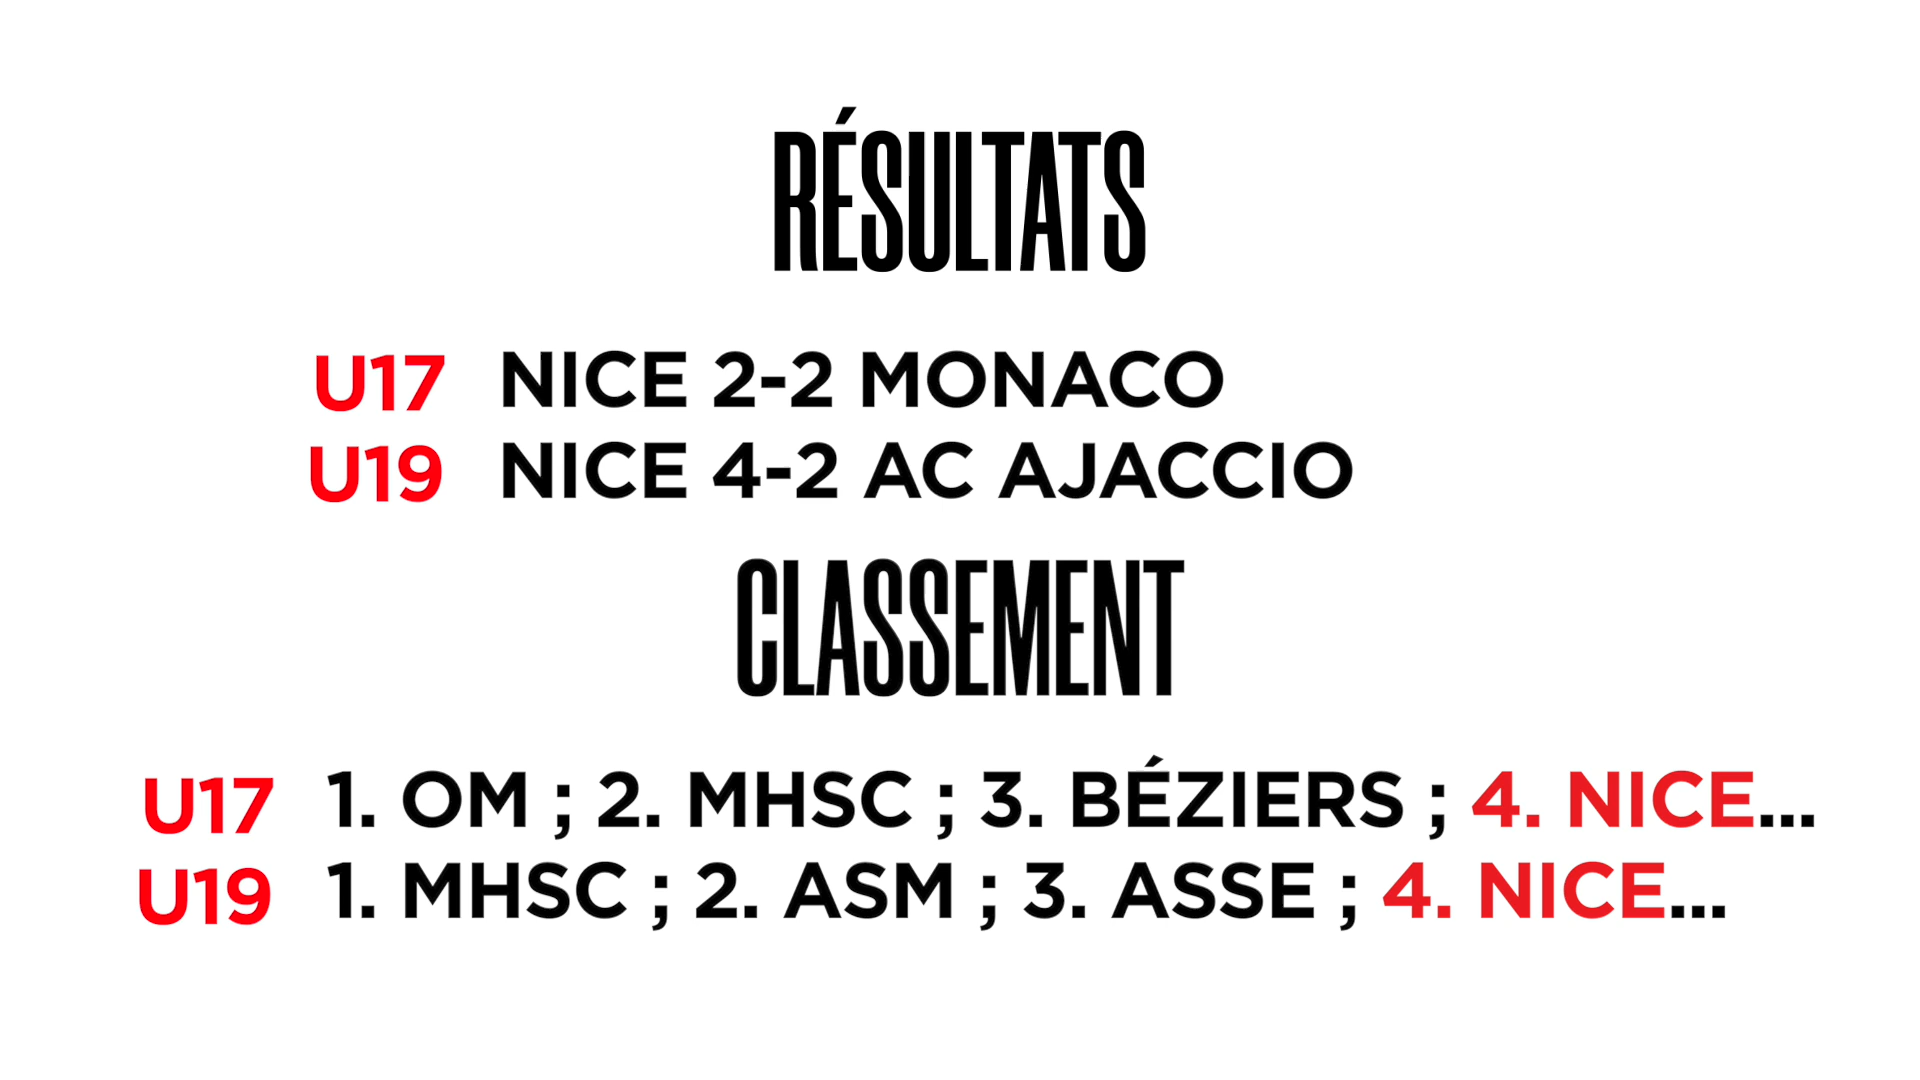 RÉSULTATS
U17 NICE 2-2 MONACO
U19 NICE 4-2 AC AJACCIO
CLASSEMENT
U17 1. OM ; 2. MHSC ; 3. BÉZIERS ; 4. NICE...
U19 1. MHSC ; 2. ASM ; 3. ASSE ; 4. NICE...